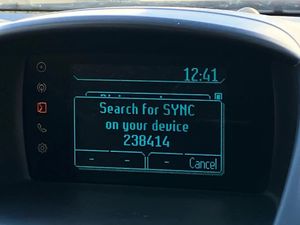 12:41
Search for SYNC
on your device
238414
- - - Cancel